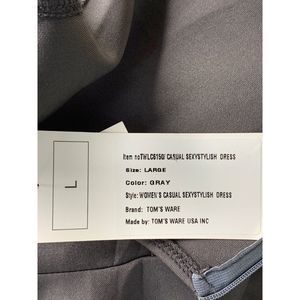 Item no TWLC8150/ CASUAL SEXYSTYLISH DRESS
Size: LARGE
Color: GRAY
Style: WOMEN'S CASUAL SEXYSTYLISH DRESS
Brand: TOM'S WARE
Made by: TOM'S WARE USA INC
L